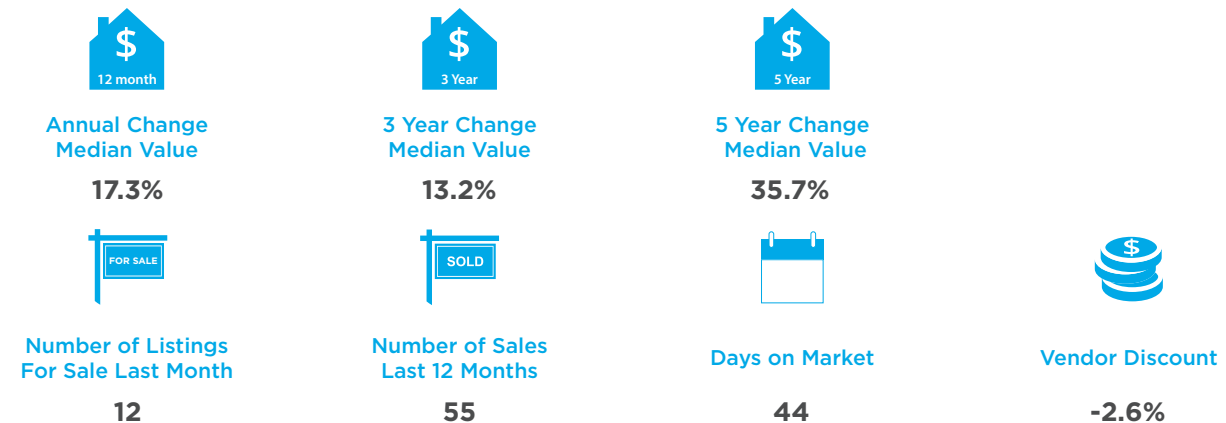 $
12 month
$
3 Year
$
5 Year
Annual Change
Median Value
17.3%
3 Year Change
Median Value
13.2%
5 Year Change
Median Value
35.7%
FOR SALE
SOLD
$
Number of Listings
For Sale Last Month
12
Number of Sales
Last 12 Months
55
Days on Market
44
Vendor Discount
-2.6%